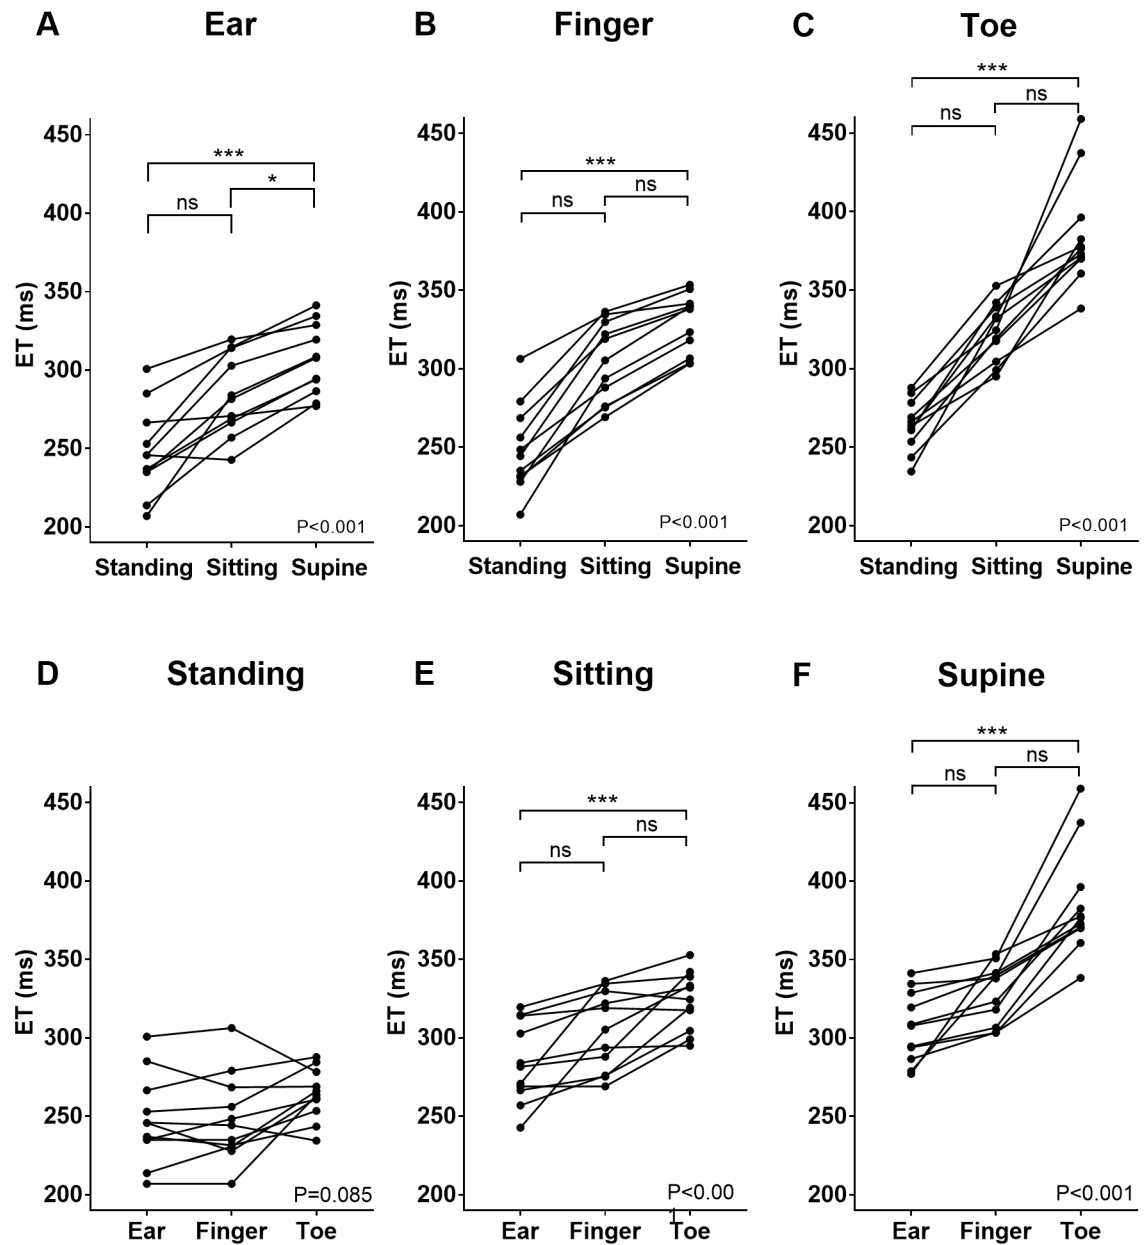 A Ear B Finger C Toe
***
ns ns
450 450 450
*** ***
* ns
ns ns
400 400 400
350 350 350
ET (ms) ET (ms) ET (ms)
300 300 300
250 250 250
200 P<0.001 200 P<0.001 200 P<0.001
Standing Sitting Supine Standing Sitting Supine Standing Sitting Supine
D Standing E Sitting F Supine
***
ns ns
450 450 450
***
ns
ns
400 400 400
350 350 350
ET (ms) ET (ms) ET (ms)
300 300 300
250 250 250
200 P=0.085 200 P<0.00 200 P<0.001
1
Ear Finger Toe Ear Finger Toe Ear Finger Toe